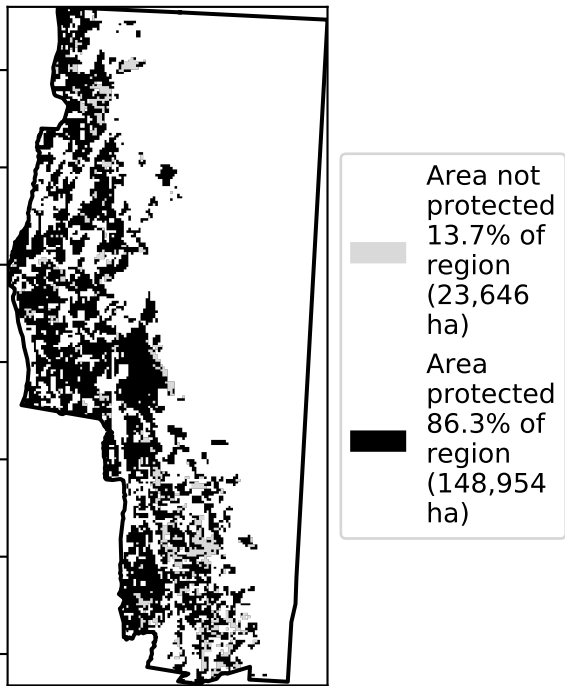 Area not
protected
13.7% of
region
(23,646
ha)
Area
protected
86.3% of
region
(148,954
ha)